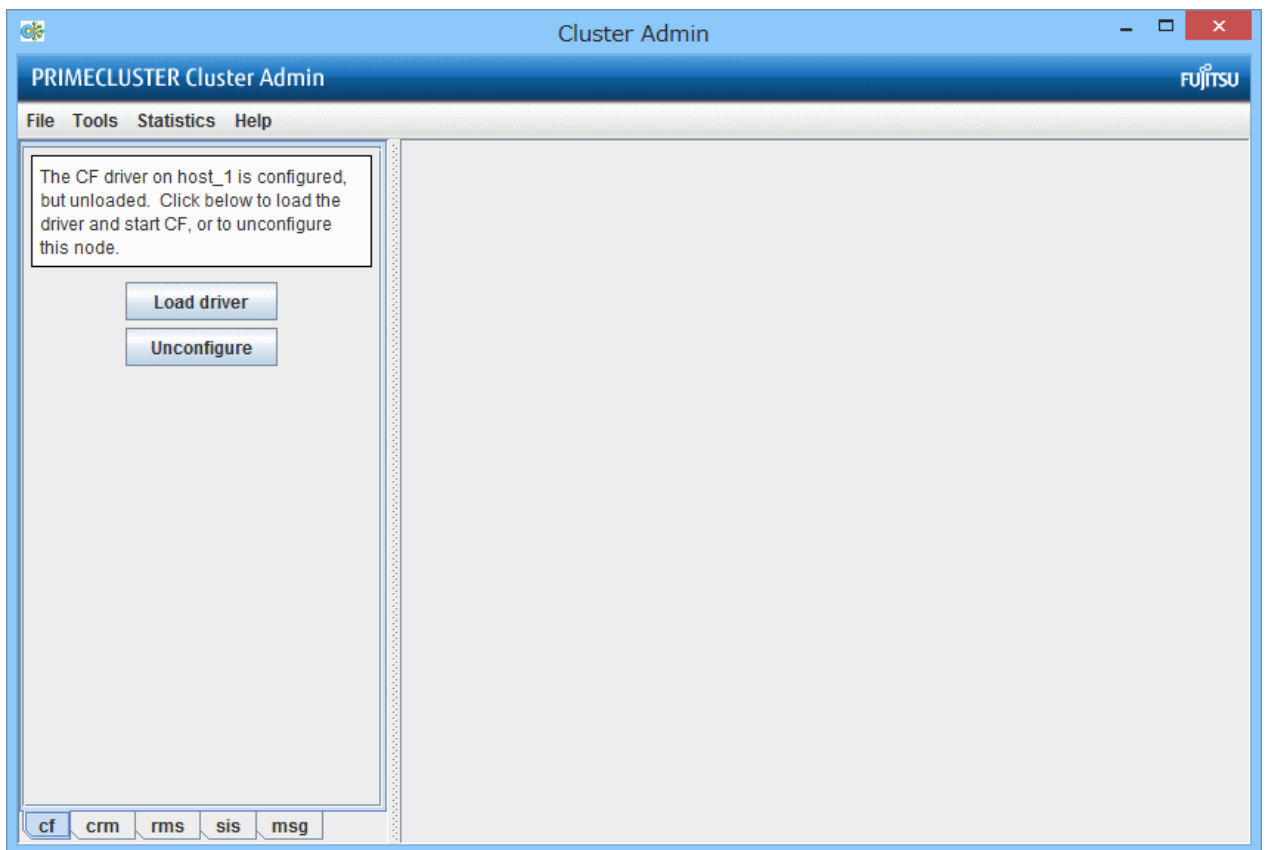 Cluster Admin
PRIMECLUSTER Cluster Admin
FUJITSU
File Tools Statistics Help
The CF driver on host_1 is configured,
but unloaded. Click below to load the
driver and start CF, or to unconfigure
this node.
Load driver
Unconfigure
cf crm rms sis msg